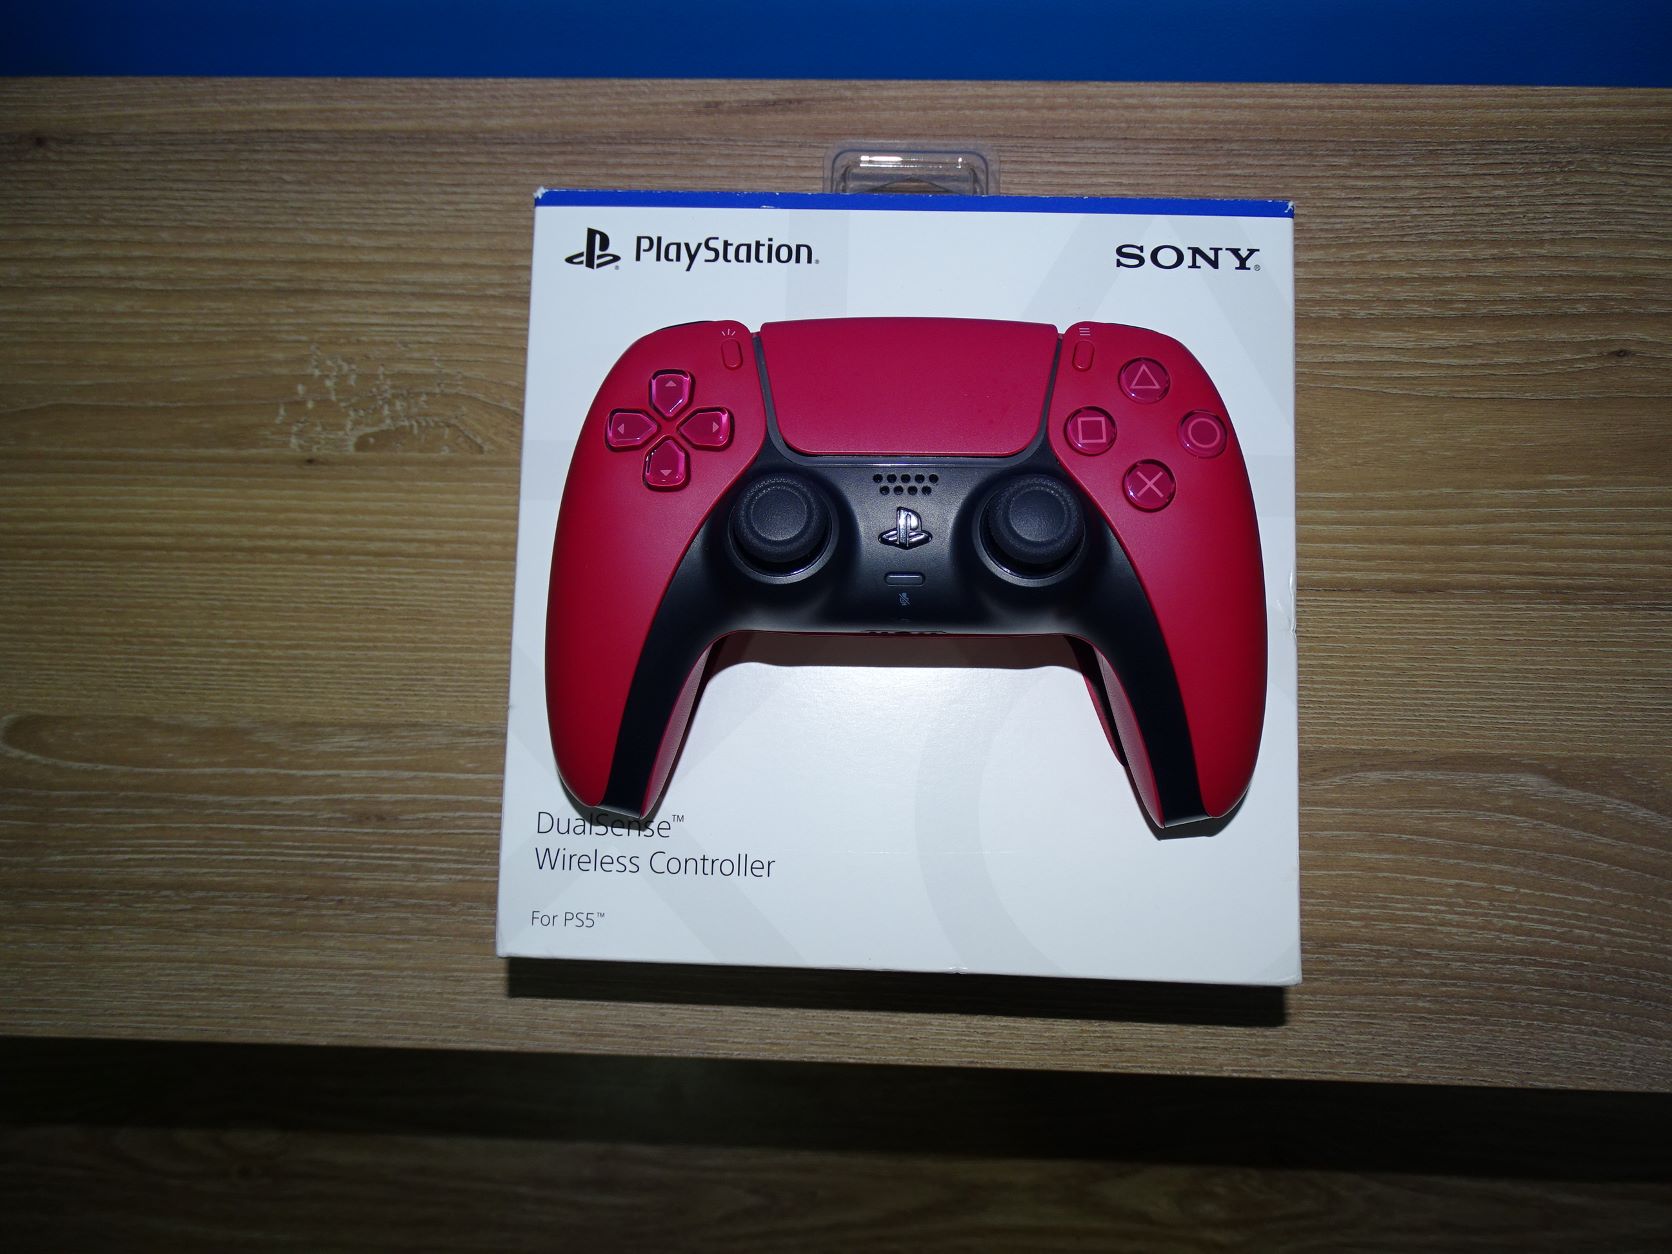 PlayStation®
SONY®
DualSense™
Wireless Controller
For PS5™